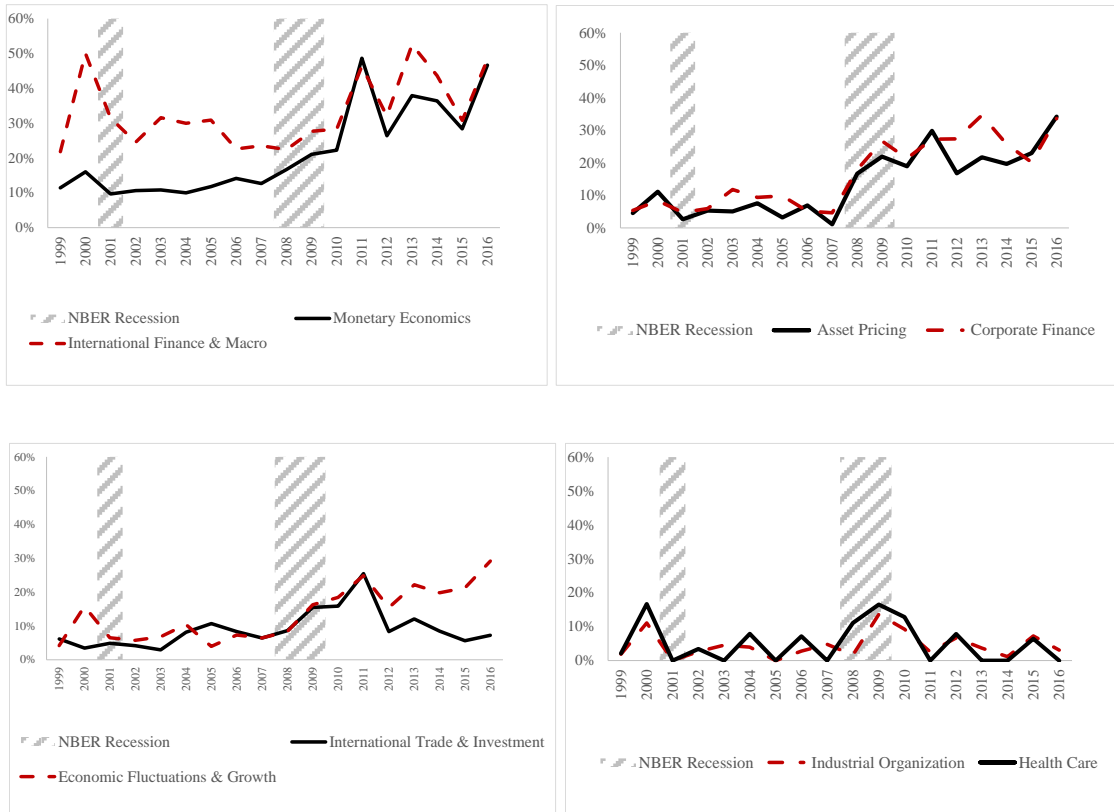 60%
50%
40%
30%
20%
10%
0%
1999 2000 2001 2002 2003 2004 2005 2006 2007 2008 2009 2010 2011 2012 2013 2014 2015 2016
NBER Recession Monetary Economics
International Finance & Macro
60%
50%
40%
30%
20%
10%
0%
1999 2000 2001 2002 2003 2004 2005 2006 2007 2008 2009 2010 2011 2012 2013 2014 2015 2016
NBER Recession Asset Pricing Corporate Finance
60%
50%
40%
30%
20%
10%
0%
1999 2000 2001 2002 2003 2004 2005 2006 2007 2008 2009 2010 2011 2012 2013 2014 2015 2016
NBER Recession International Trade & Investment
Economic Fluctuations & Growth
60%
50%
40%
30%
20%
10%
0%
1999 2000 2001 2002 2003 2004 2005 2006 2007 2008 2009 2010 2011 2012 2013 2014 2015 2016
NBER Recession Industrial Organization Health Care